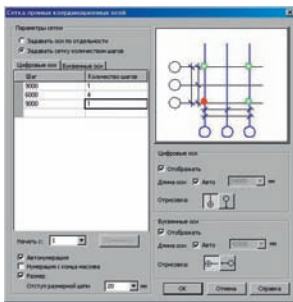 Сетка прямых координационных осей
Параметры сетки
Задавать оси по отдельности
Задавать сетку количеством шагов
Цифровые оси Буквенные оси
Шаг Количество шагов
9000 1
6000 4
9000 1
Начать с: 1
Автонумерация
Нумерация с конца массива
Размер
Отступ размерной цепи 20 мм
Цифровые оси
Отображать
Длина оси Авто мм
Отрисовка:
Буквенные оси
Отображать
Длина оси Авто мм
Отрисовка:
OK Отмена Справка